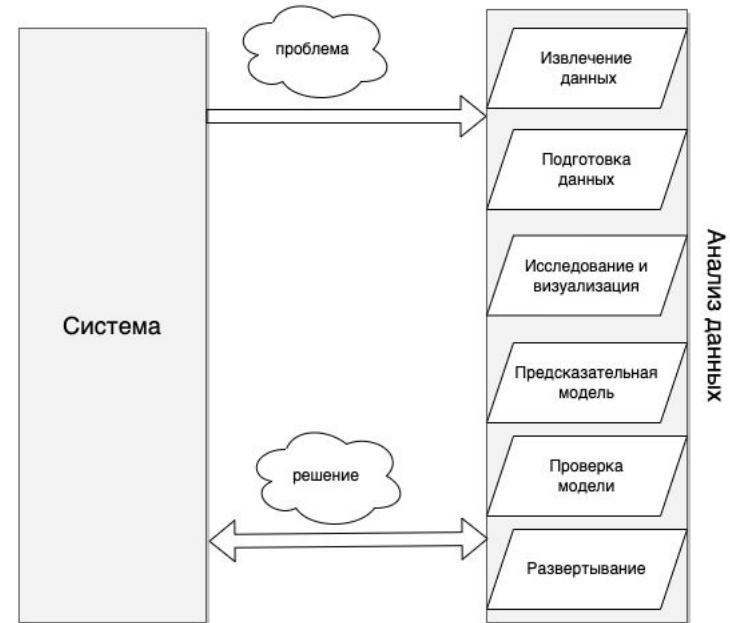 проблема
Извлечение
данных
Подготовка
данных
Исследование и
визуализация
Система
Предсказательная
модель
решение
Проверка
модели
Развертывание
Анализ данных